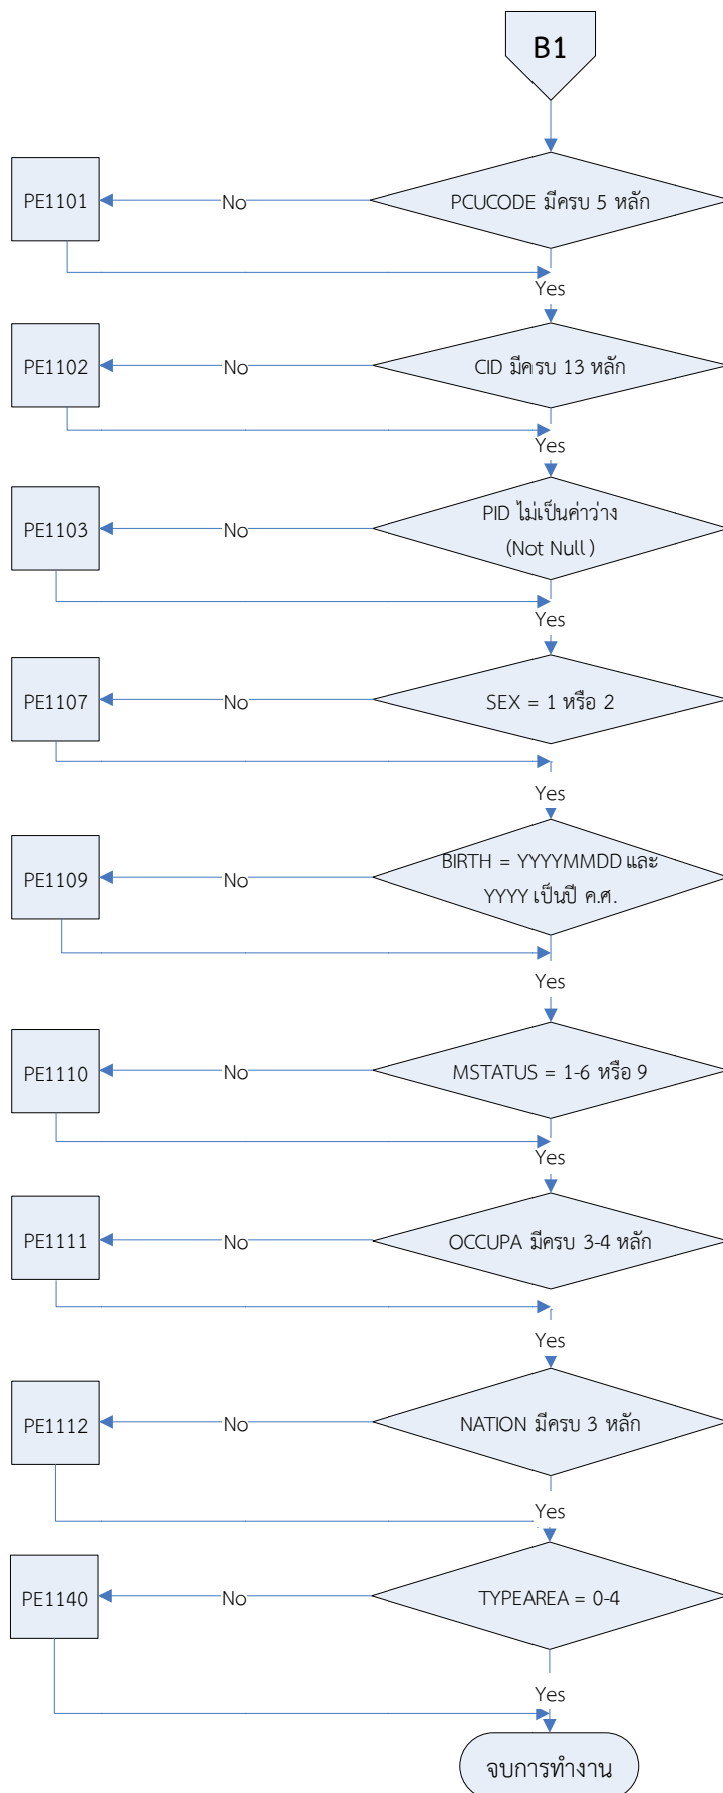 B1
PE1101
No
PCUCODE มีครบ 5 หลัก
Yes
PE1102
No
CID มีครบ 13 หลัก
Yes
PE1103
No
PID ไม่เป็นค่าว่าง
(Not Null)
Yes
PE1107
No
SEX = 1 หรือ 2
Yes
PE1109
No
BIRTH = YYYYMMDD และ
YYYY เป็นปี ค.ศ.
Yes
PE1110
No
MSTATUS = 1-6 หรือ 9
Yes
PE1111
No
OCCUPA มีครบ 3-4 หลัก
Yes
PE1112
No
NATION มีครบ 3 หลัก
Yes
PE1140
No
TYPEAREA = 0-4
Yes
จบการทำงาน